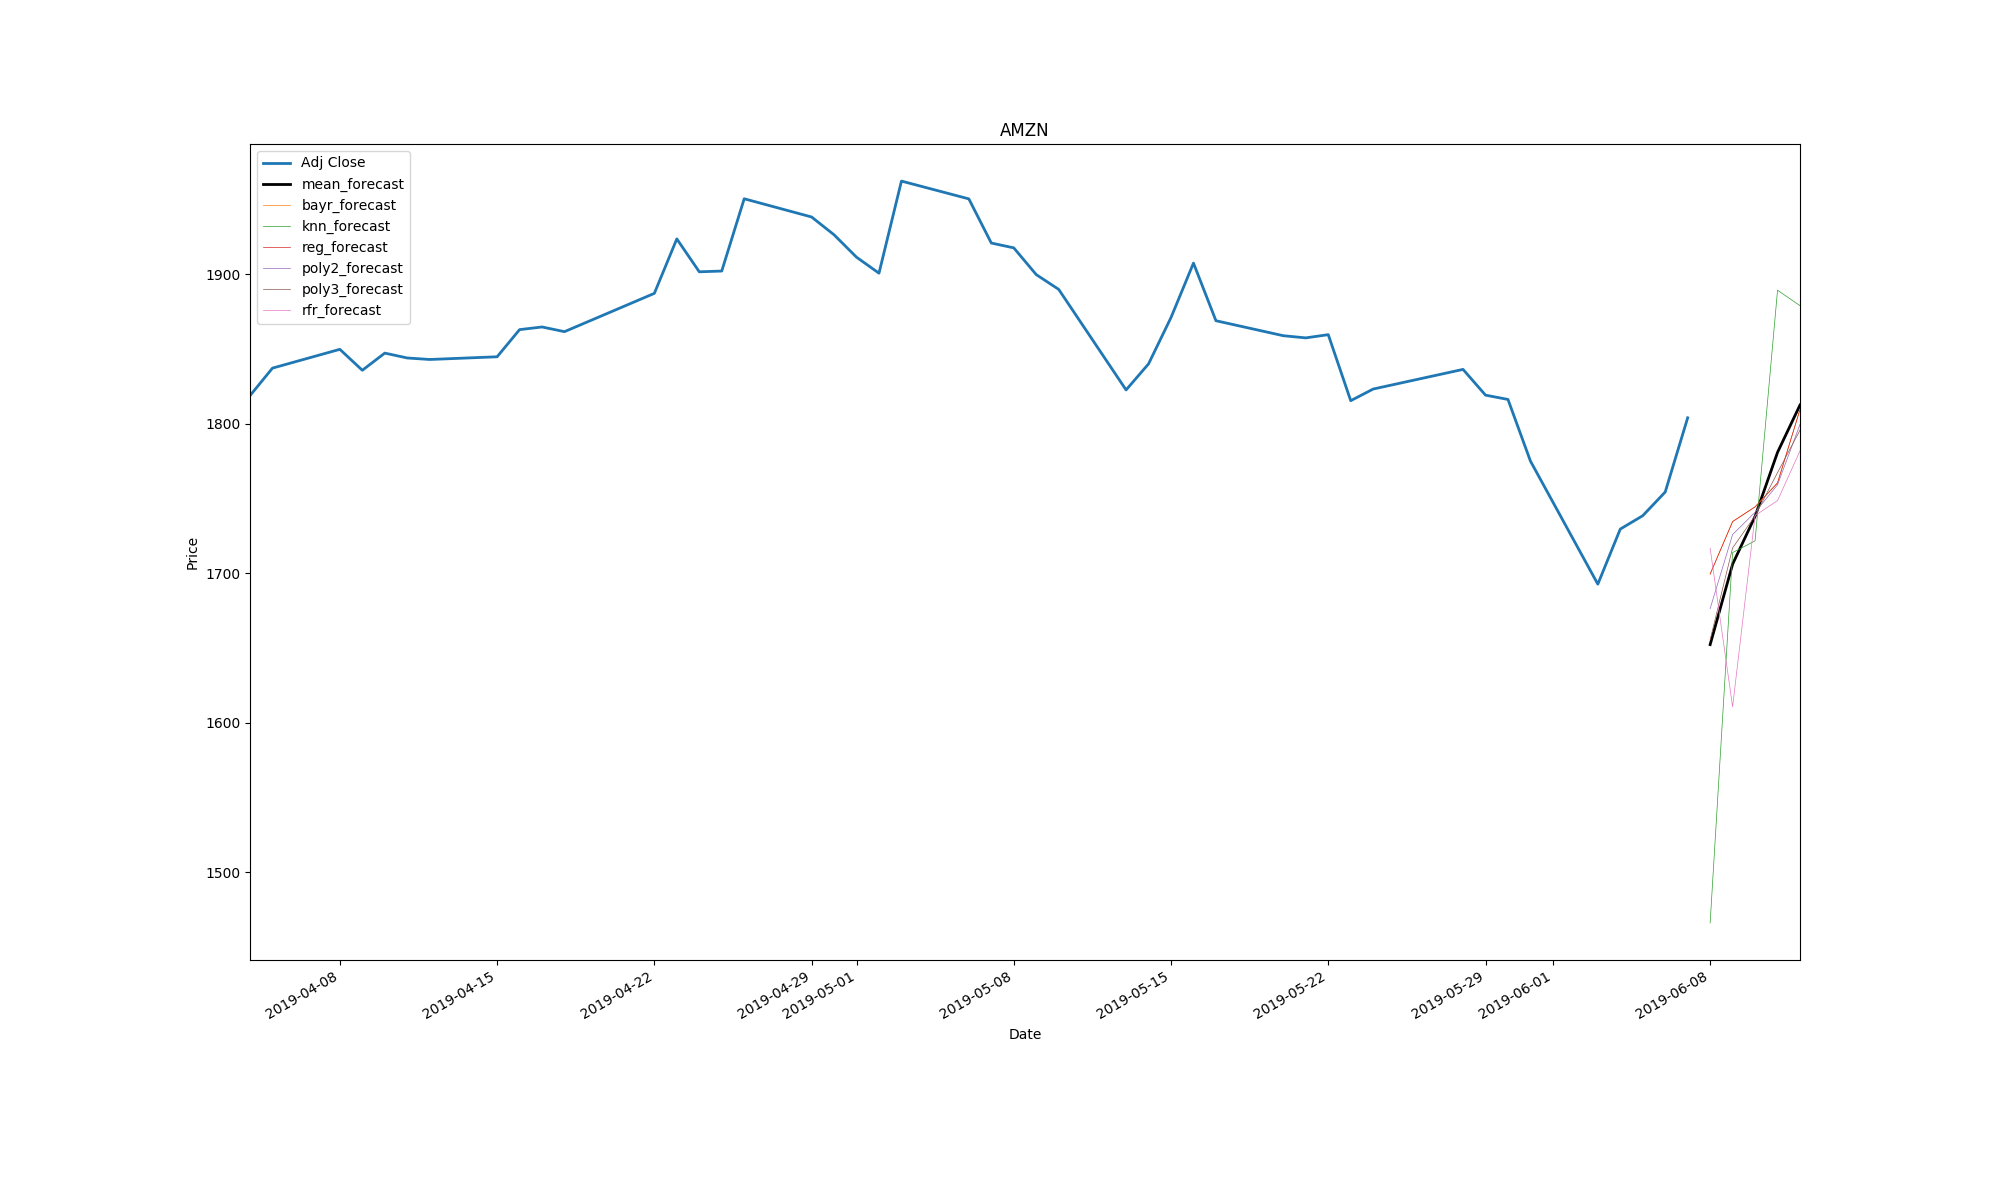 AMZN
Adj Close
mean_forecast
bayr_forecast
knn_forecast
reg_forecast
poly2_forecast
poly3_forecast
rfr_forecast
Price
1900
1800
1700
1600
1500
2019-04-08
2019-04-15
2019-04-22
2019-04-29
2019-05-01
2019-05-08
2019-05-15
2019-05-22
2019-05-29
2019-06-01
2019-06-08
Date